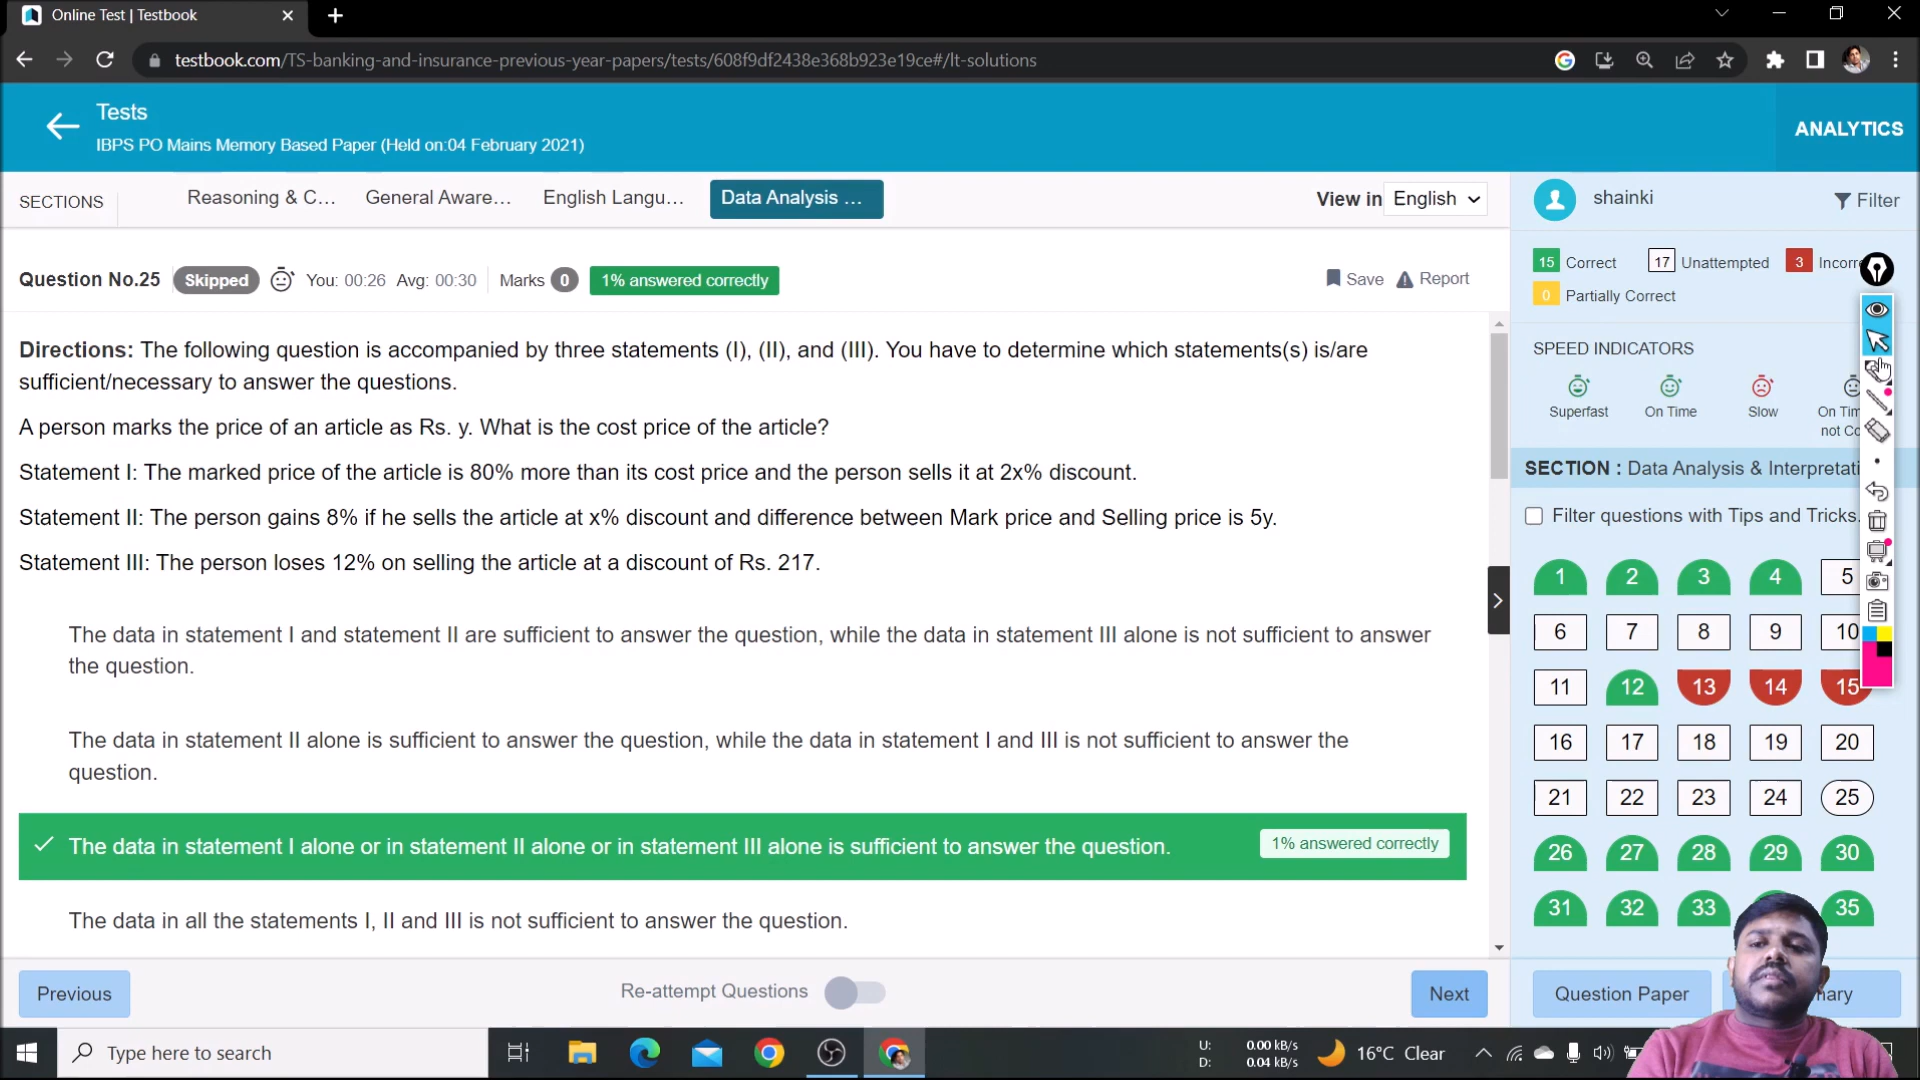 Online Test | Testbook
testbook.com/TS-banking-and-insurance-previous-year-papers/tests/608f9df2438e368b923e19ce#/lt-solutions
Tests
IBPS PO Mains Memory Based Paper (Held on:04 February 2021)
ANALYTICS
SECTIONS
Reasoning & C...
General Aware...
English Langu...
Data Analysis ...
View in
English
shainki
Filter
Question No.25
Skipped
You: 00:26
Avg: 00:30
Marks 0
1% answered correctly
Save
Report
15 Correct
17 Unattempted
3 Incorre
0 Partially Correct
Directions: The following question is accompanied by three statements (I), (II), and (III). You have to determine which statements(s) is/are
sufficient/necessary to answer the questions.
A person marks the price of an article as Rs. y. What is the cost price of the article?
Statement I: The marked price of the article is 80% more than its cost price and the person sells it at 2x% discount.
Statement II: The person gains 8% if he sells the article at x% discount and difference between Mark price and Selling price is 5y.
Statement III: The person loses 12% on selling the article at a discount of Rs. 217.
The data in statement I and statement II are sufficient to answer the question, while the data in statement III alone is not sufficient to answer
the question.
The data in statement II alone is sufficient to answer the question, while the data in statement I and III is not sufficient to answer the
question.
The data in statement I alone or in statement II alone or in statement III alone is sufficient to answer the question.
1% answered correctly
The data in all the statements I, II and III is not sufficient to answer the question.
SPEED INDICATORS
Superfast
On Time
Slow
On Tim
not Co
SECTION : Data Analysis & Interpretati
Filter questions with Tips and Tricks.
1 2 3 4 5
6 7 8 9 10
11 12 13 14 15
16 17 18 19 20
21 22 23 24 25
26 27 28 29 30
31 32 33 35
Previous
Re-attempt Questions
Next
Question Paper
mary
Type here to search
U: 0.00 kB/s
D: 0.04 kB/s
16°C Clear